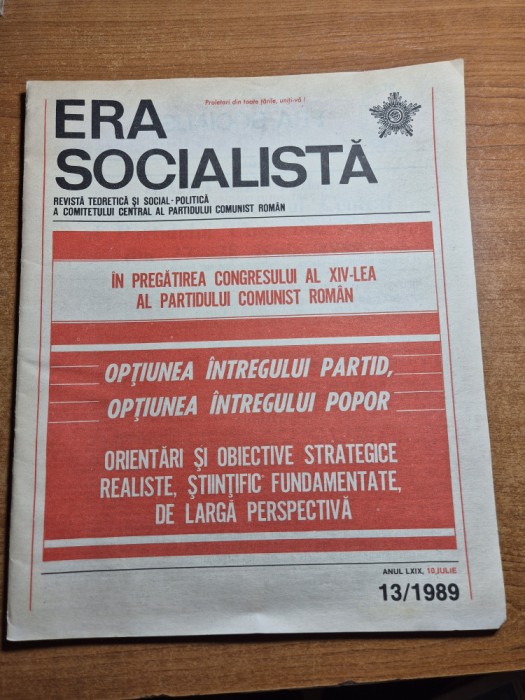 Proletari din toate țările, uniți-vă !
ERA
SOCIALISTĂ
REVISTĂ TEORETICĂ ȘI SOCIAL-POLITICĂ
A COMITETULUI CENTRAL AL PARTIDULUI COMUNIST ROMÂN
ÎN PREGĂTIREA CONGRESULUI AL XIV-LEA
AL PARTIDULUI COMUNIST ROMÂN
OPȚIUNEA ÎNTREGULUI PARTID,
OPȚIUNEA ÎNTREGULUI POPOR
ORIENTĂRI ȘI OBIECTIVE STRATEGICE
REALISTE, ȘTIINȚIFIC FUNDAMENTATE,
DE LARGĂ PERSPECTIVĂ
ANUL LXIX, 10 IULIE
13/1989